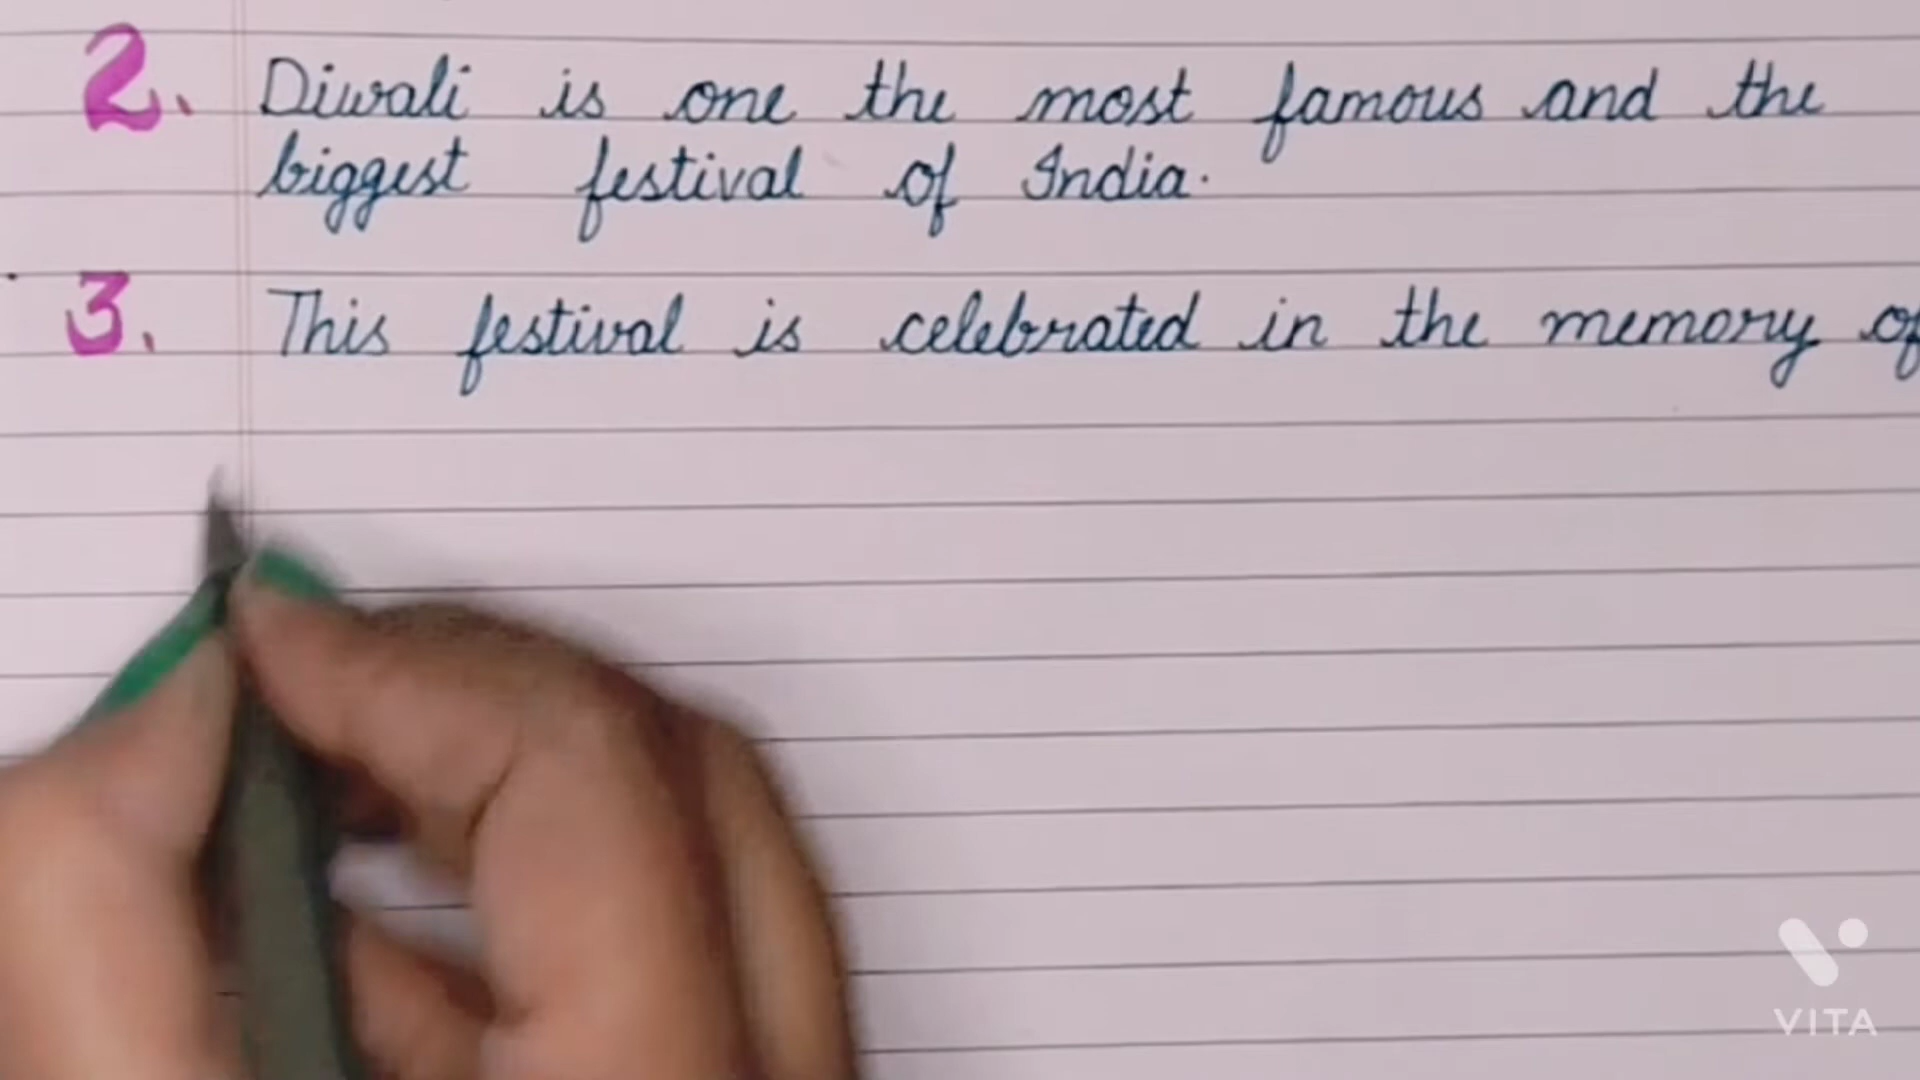 2. Diwali is one the most famous and the
biggest festival of India.
3. This festival is celebrated in the memory of
VITA